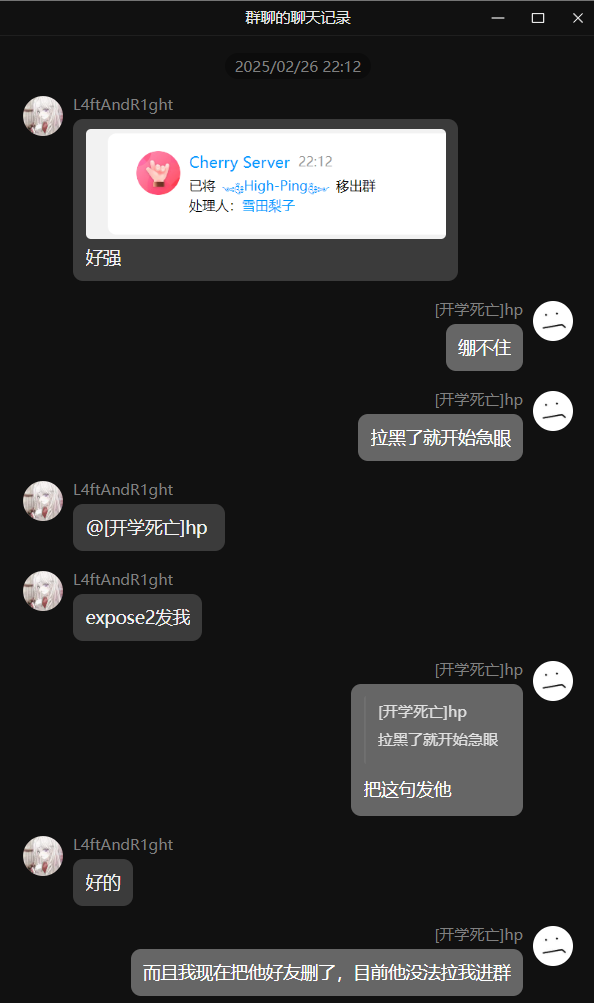 群聊的聊天记录
2025/02/26 22:12
L4ftAndR1ght
Cherry Server 22:12
已将 High-Ping 移出群
处理人：雪田梨子
好强
[开学死亡]hp
绷不住
[开学死亡]hp
拉黑了就开始急眼
L4ftAndR1ght
@[开学死亡]hp
L4ftAndR1ght
expose2发我
[开学死亡]hp
[开学死亡]hp
拉黑了就开始急眼
把这句发他
L4ftAndR1ght
好的
[开学死亡]hp
而且我现在把他好友删了，目前他没法拉我进群